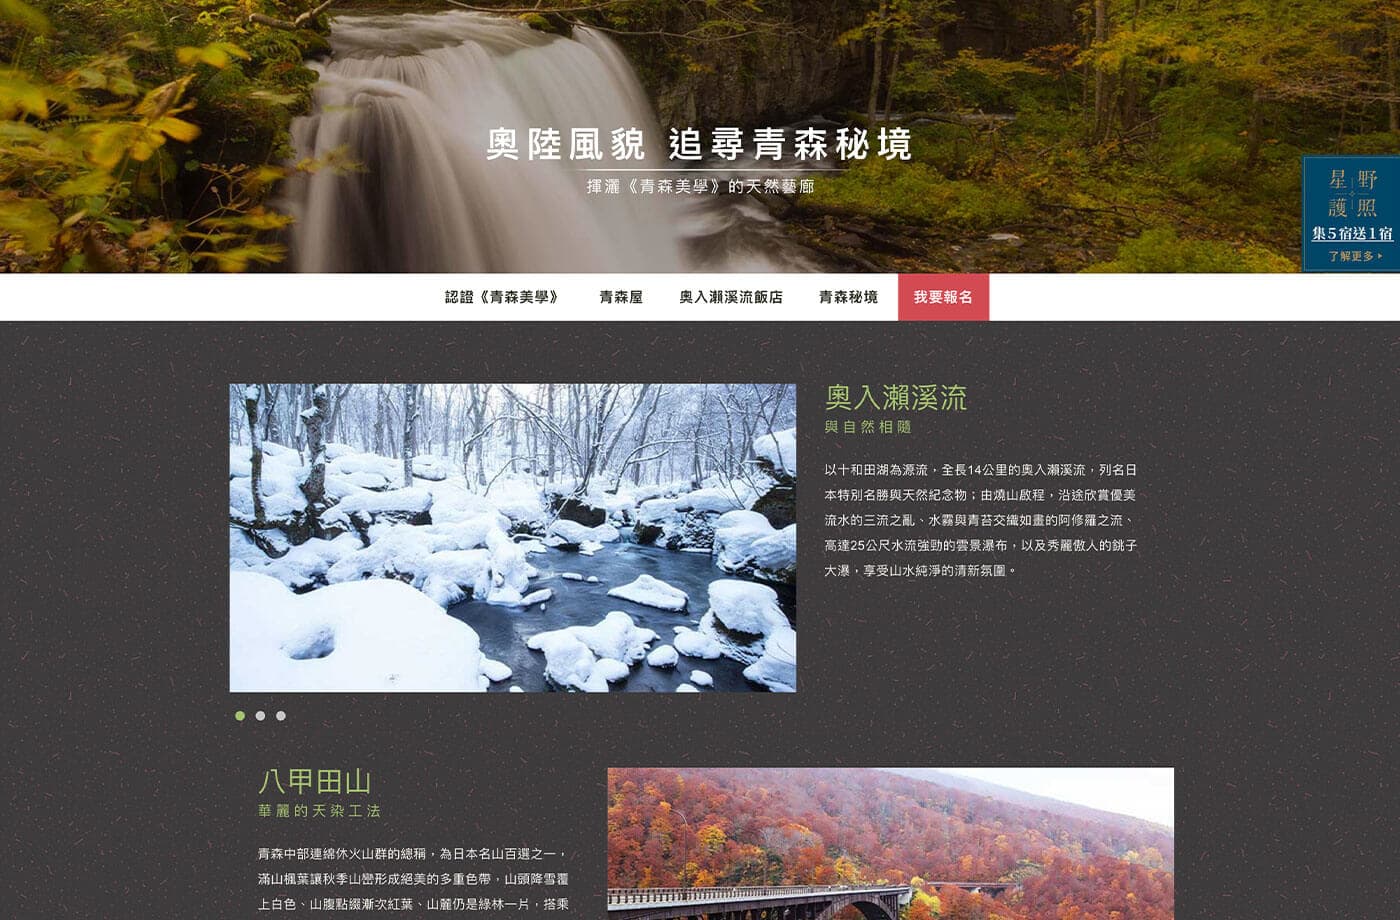 奧陸風貌 追尋青森秘境
揮灑《青森美學》的天然藝廊
星野
護照
集5宿送1宿
了解更多
認證《青森美學》 青森屋 奧入瀨溪流飯店 青森秘境 我要報名
奧入瀨溪流
與自然相隨
以十和田湖為源流，全長14公里的奧入瀨溪流，列名日
本特別名勝與天然紀念物；由燒山啟程，沿途欣賞優美
流水的三流之亂、水霧與青苔交織如畫的阿修羅之流、
高達25公尺水流強勁的雲景瀑布，以及秀麗傲人的銚子
大瀑，享受山水純淨的清新氛圍。
八甲田山
華麗的天染工法
青森中部連綿休火山群的總稱，為日本名山百選之一，
滿山楓葉讓秋季山巒形成絕美的多重色帶，山頭降雪覆
上白色、山腹點綴漸次紅葉、山麓仍是綠林一片，搭乘